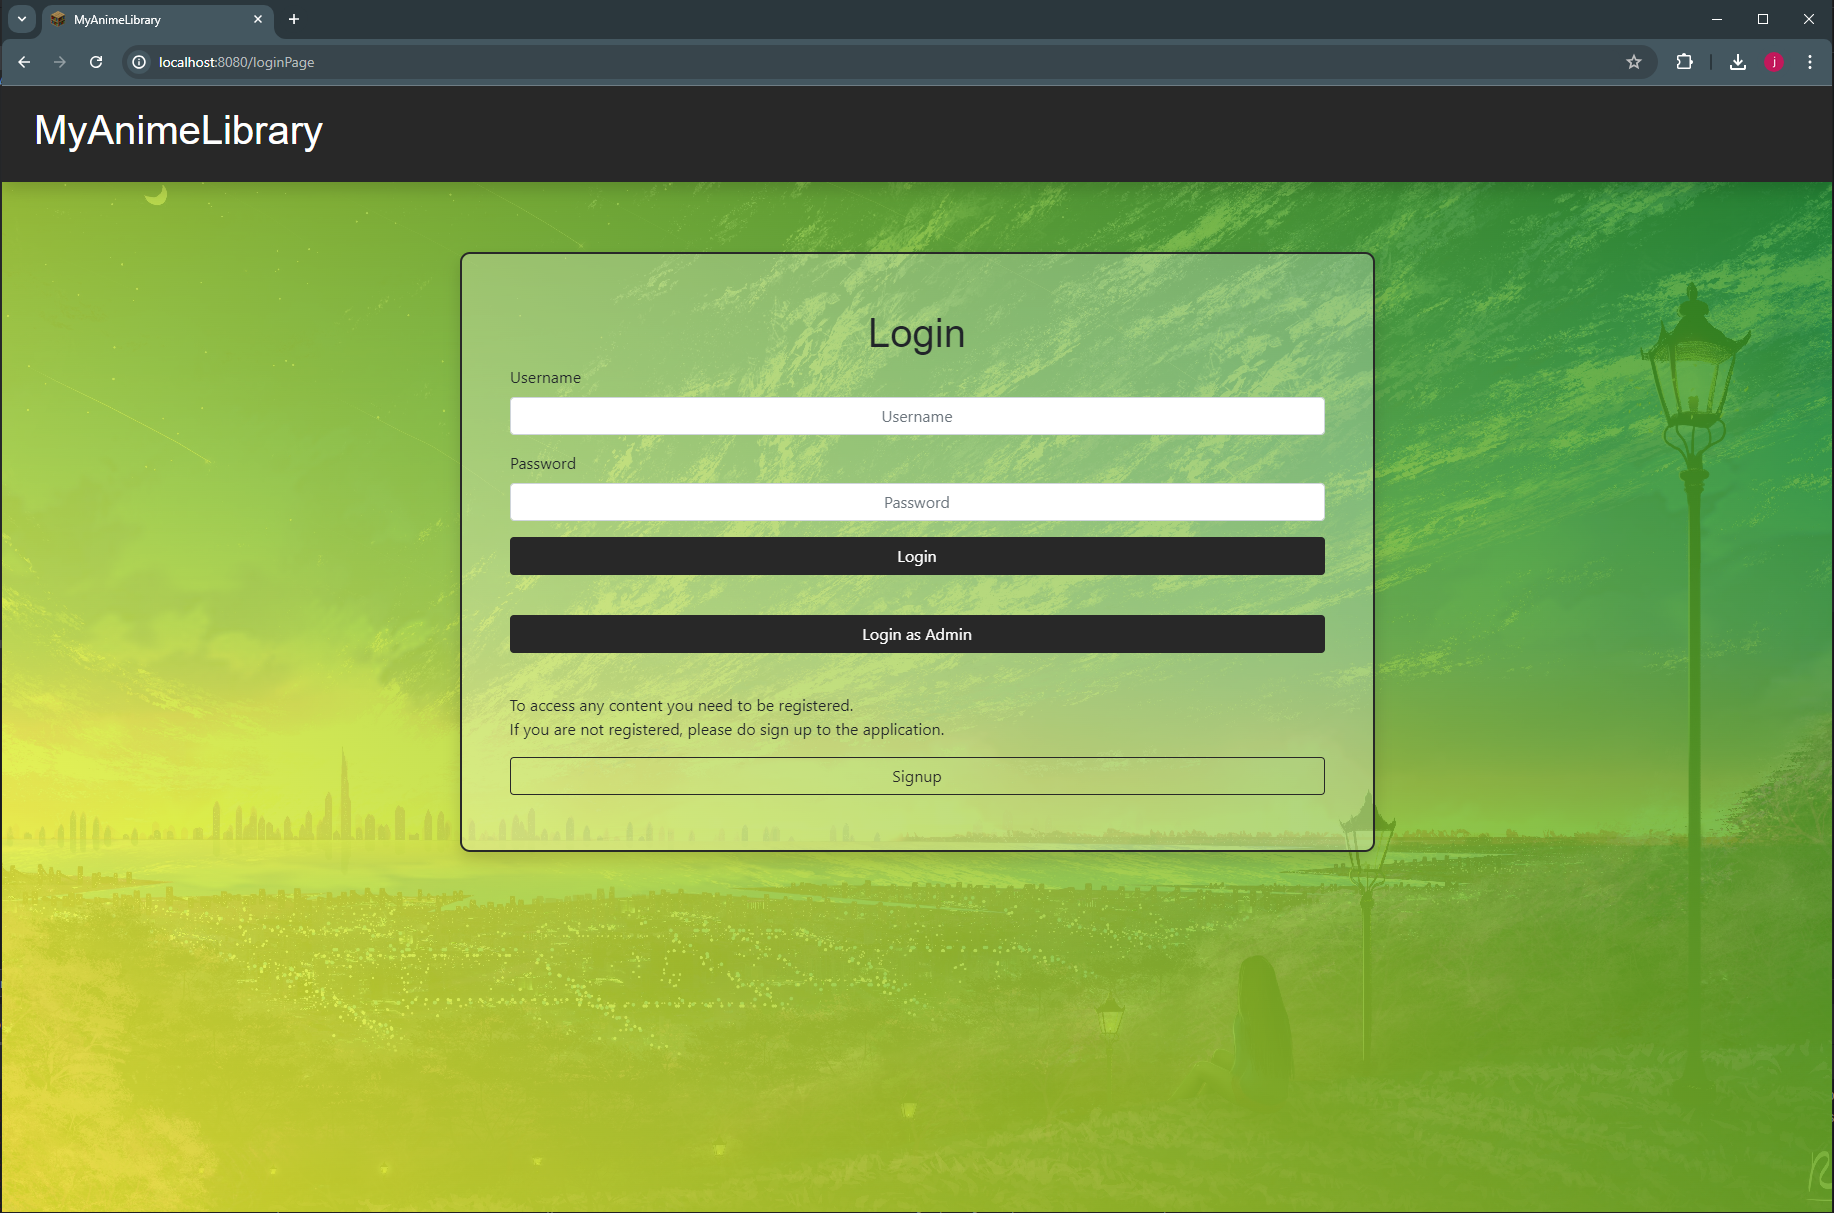 MyAnimeLibrary
localhost:8080/loginPage
j
MyAnimeLibrary
Login
Username
Username
Password
Password
Login
Login as Admin
To access any content you need to be registered.
If you are not registered, please do sign up to the application.
Signup